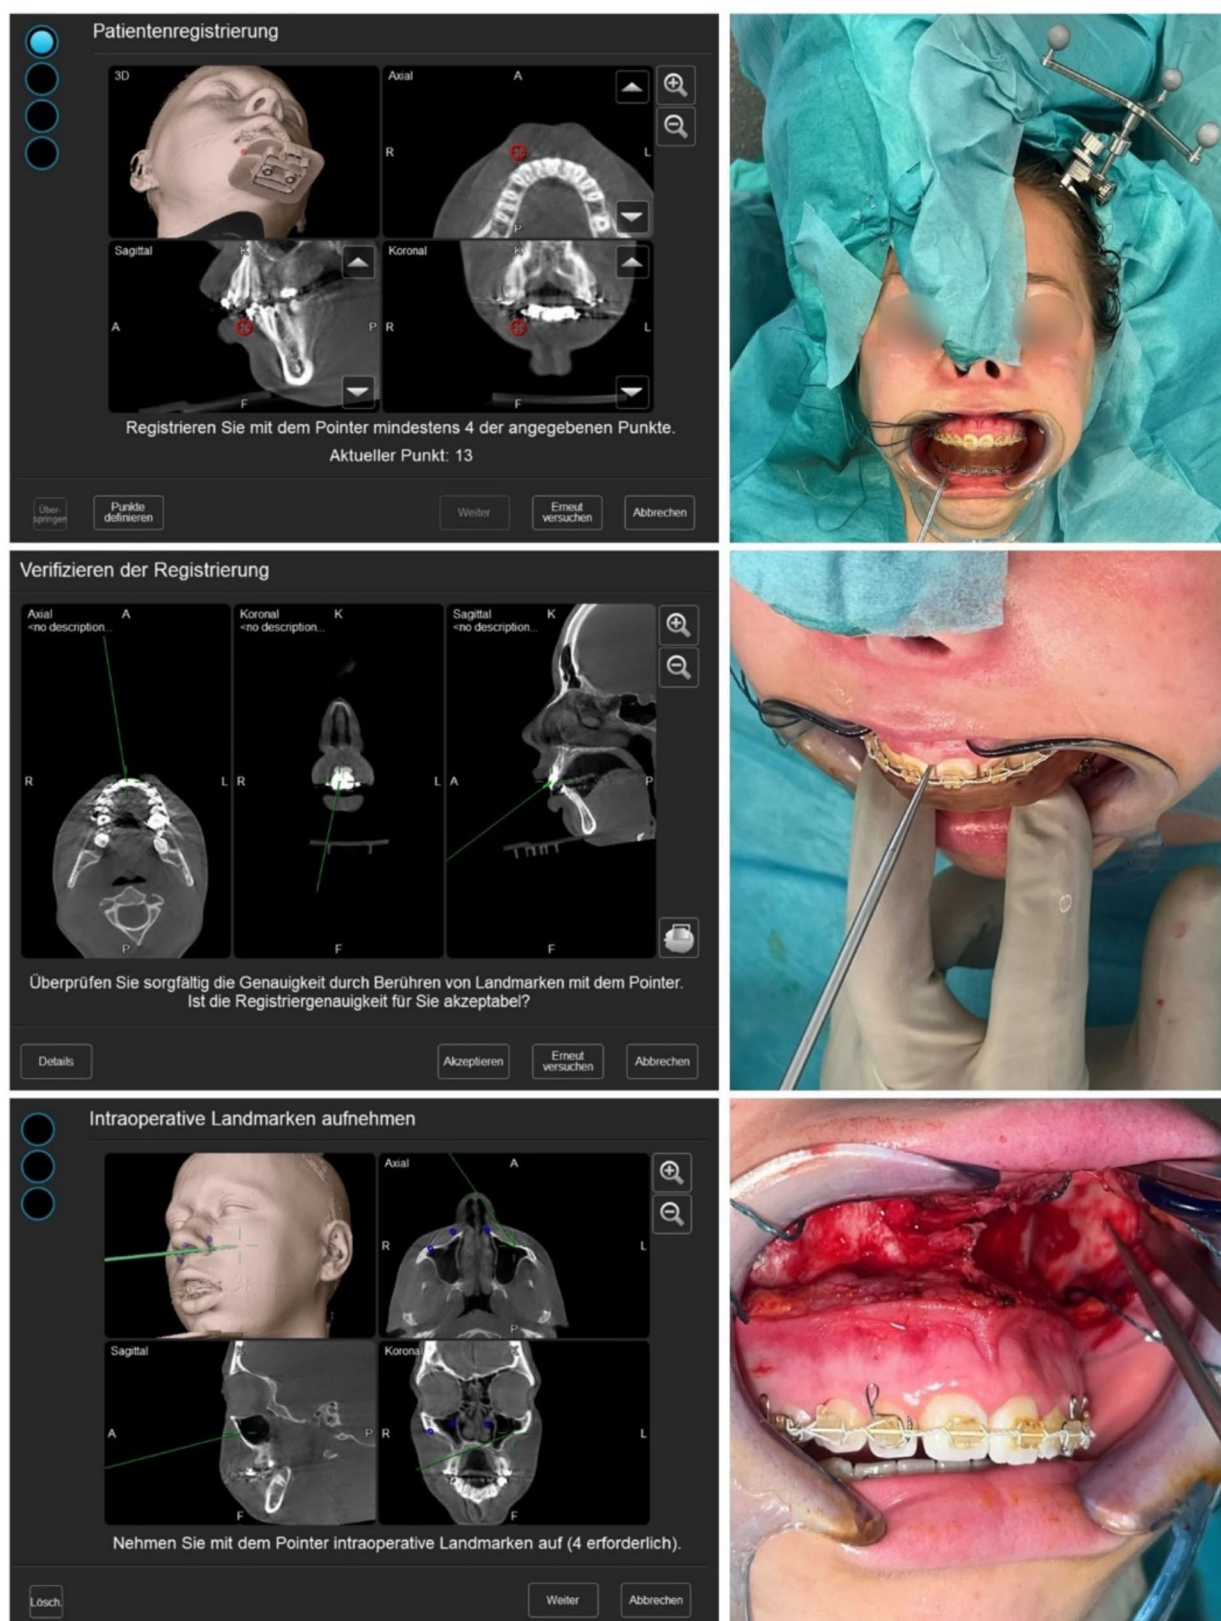 Patientenregistrierung
3D
Axial
A
R
L
P
Sagittal
K
A
P
F
Koronal
K
R
L
F
Registrieren Sie mit dem Pointer mindestens 4 der angegebenen Punkte.
Aktueller Punkt: 13
Über-
springen
Punkte
definieren
Weiter
Erneut
versuchen
Abbrechen
Verifizieren der Registrierung
Axial
A
<no description...
R
L
P
Koronal
K
<no description...
R
L
F
Sagittal
K
<no description...
A
P
F
Überprüfen Sie sorgfältig die Genauigkeit durch Berühren von Landmarken mit dem Pointer.
Ist die Registriergenauigkeit für Sie akzeptabel?
Details
Akzeptieren
Erneut
versuchen
Abbrechen
Intraoperative Landmarken aufnehmen
Axial
A
R
L
P
Sagittal
K
A
P
F
Koronal
K
R
L
F
Nehmen Sie mit dem Pointer intraoperative Landmarken auf (4 erforderlich).
Lösch.
Weiter
Abbrechen